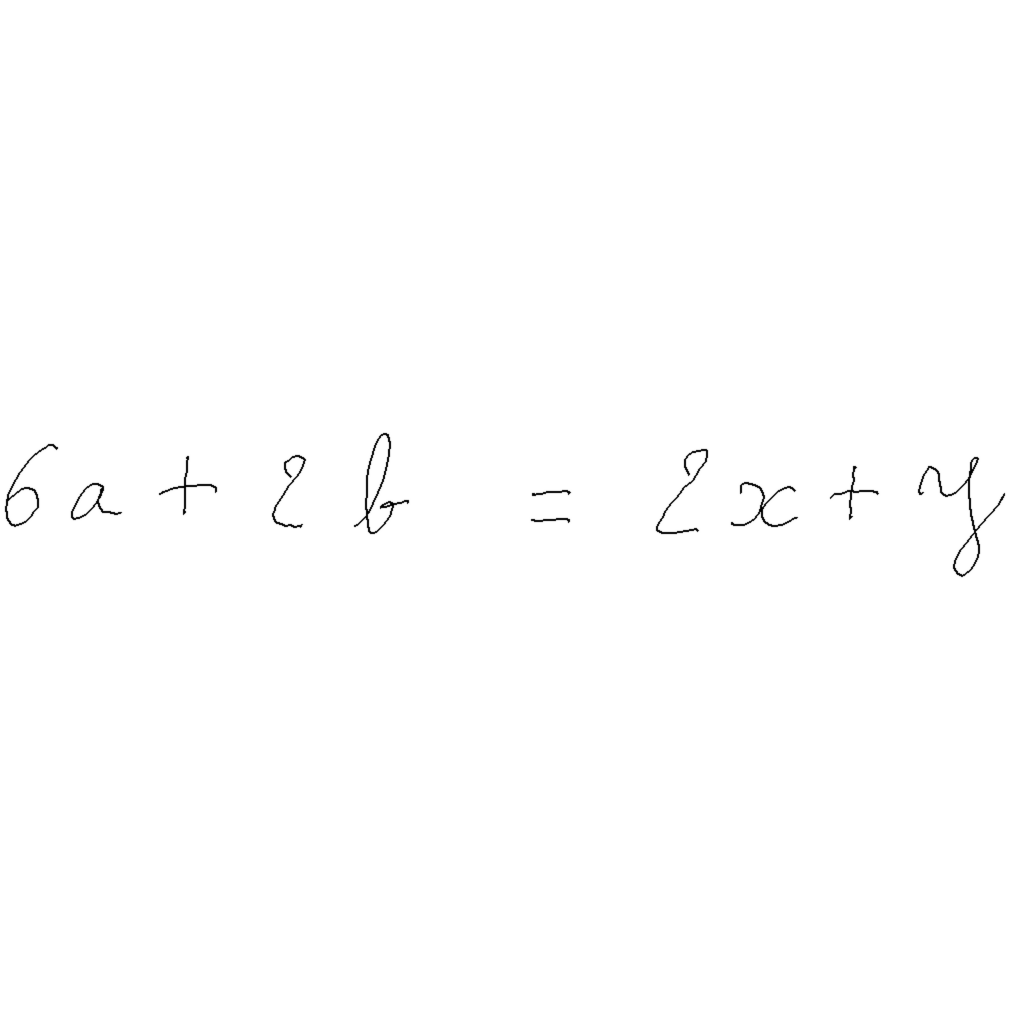 6a + 2b = 2x + y